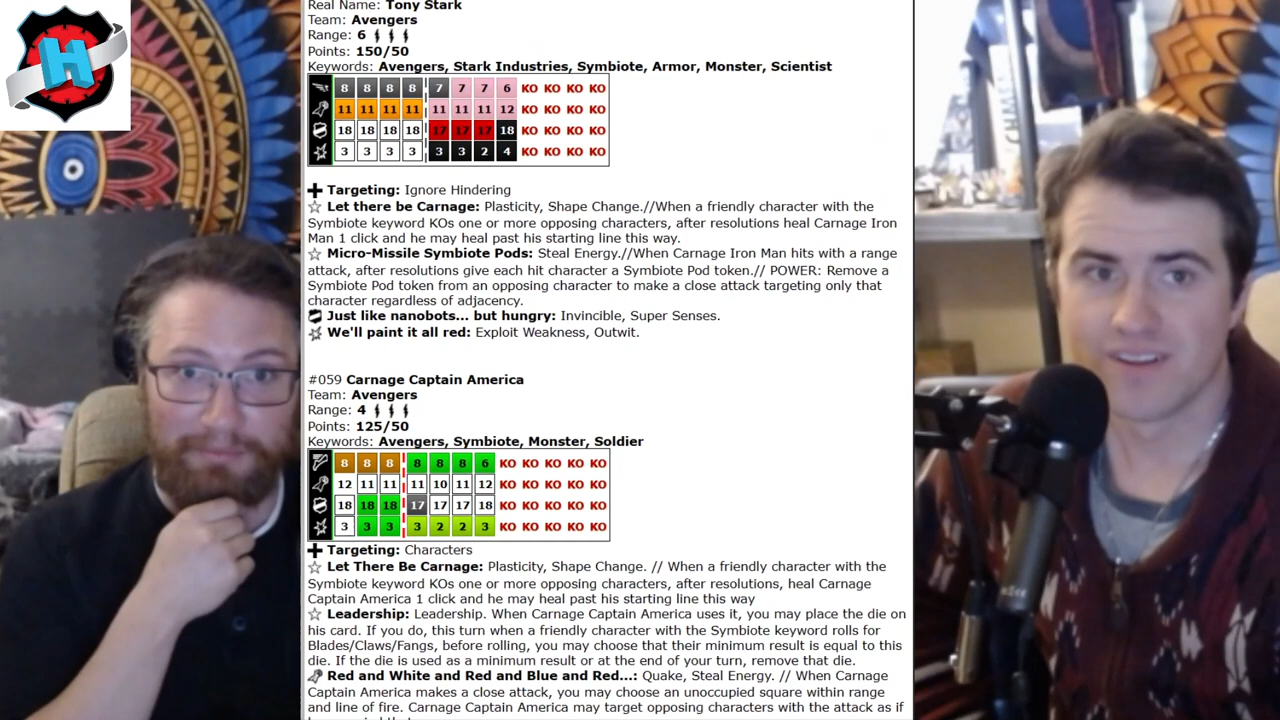 H
Real Name: Tony Stark
Team: Avengers
Range: 6
Points: 150/50
Keywords: Avengers, Stark Industries, Symbiote, Armor, Monster, Scientist
8 8 8 8 7 7 7 6 KO KO KO KO
11 11 11 11 11 11 11 12 KO KO KO KO
18 18 18 18 17 17 17 18 KO KO KO KO
3 3 3 3 3 3 2 4 KO KO KO KO
Targeting: Ignore Hindering
Let there be Carnage: Plasticity, Shape Change.//When a friendly character with the
Symbiote keyword KOs one or more opposing characters, after resolutions heal Carnage Iron
Man 1 click and he may heal past his starting line this way.
Micro-Missile Symbiote Pods: Steal Energy.//When Carnage Iron Man hits with a range
attack, after resolutions give each hit character a Symbiote Pod token.// POWER: Remove a
Symbiote Pod token from an opposing character to make a close attack targeting only that
character regardless of adjacency.
Just like nanobots... but hungry: Invincible, Super Senses.
We'll paint it all red: Exploit Weakness, Outwit.
#059 Carnage Captain America
Team: Avengers
Range: 4
Points: 125/50
Keywords: Avengers, Symbiote, Monster, Soldier
8 8 8 8 8 8 6 KO KO KO KO KO
12 11 11 11 10 11 12 KO KO KO KO KO
18 18 18 17 17 17 18 KO KO KO KO KO
3 3 3 3 2 2 3 KO KO KO KO KO
Targeting: Characters
Let There Be Carnage: Plasticity, Shape Change. // When a friendly character with the
Symbiote keyword KOs one or more opposing characters, after resolutions, heal Carnage
Captain America 1 click and he may heal past his starting line this way
Leadership: Leadership. When Carnage Captain America uses it, you may place the die on
his card. If you do, this turn when a friendly character with the Symbiote keyword rolls for
Blades/Claws/Fangs, before rolling, you may choose that their minimum result is equal to this
die. If the die is used as a minimum result or at the end of your turn, remove that die.
Red and White and Red and Blue and Red...: Quake, Steal Energy. // When Carnage
Captain America makes a close attack, you may choose an unoccupied square within range
and line of fire. Carnage Captain America may target opposing characters with the attack as if